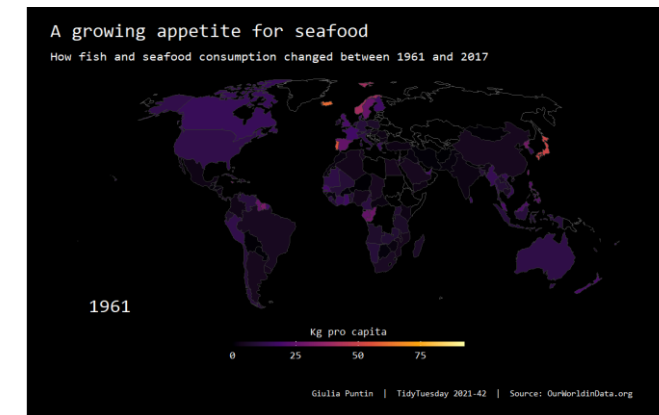 A growing appetite for seafood
How fish and seafood consumption changed between 1961 and 2017
1961
Kg pro capita
0 25 50 75
Giulia Puntin | TidyTuesday 2021-42 | Source: OurWorldinData.org